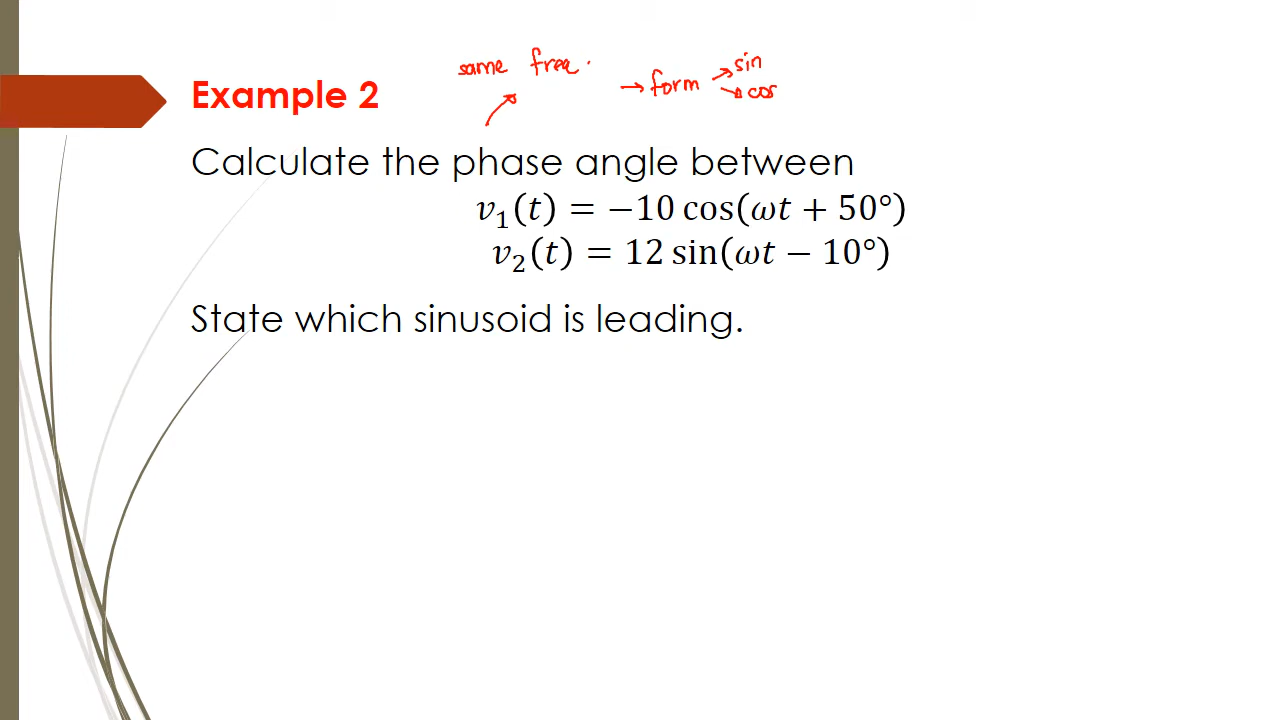 same freq.
→ form → sin
→ cos
Example 2
Calculate the phase angle between
v₁(t) = −10 cos(ωt + 50°)
v₂(t) = 12 sin(ωt − 10°)
State which sinusoid is leading.